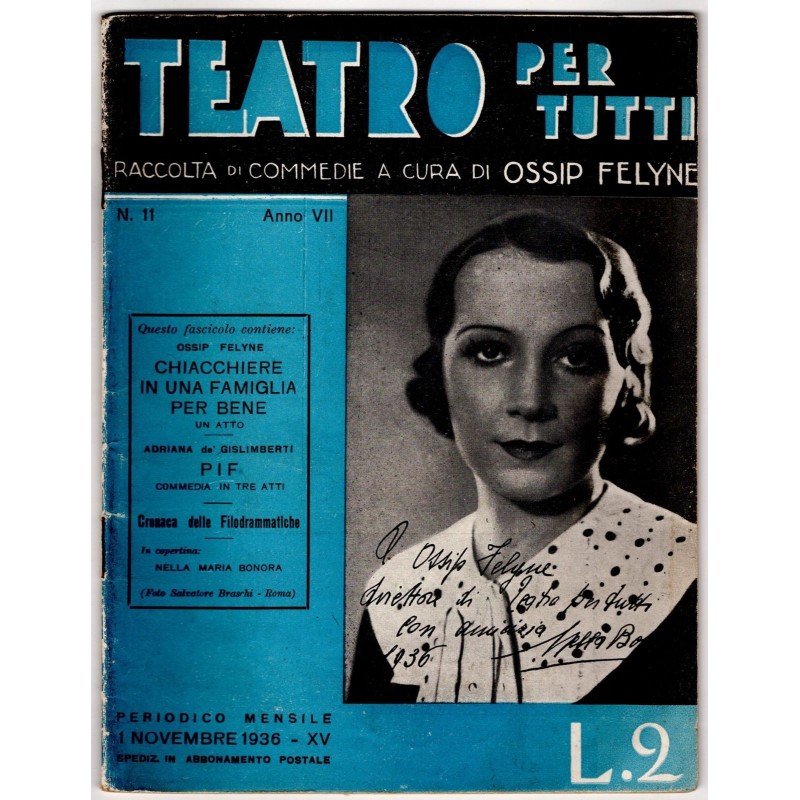 TEATRO PER TUTTI
RACCOLTA DI COMMEDIE A CURA DI OSSIP FELYNE
N. 11 Anno VII
Questo fascicolo contiene:
OSSIP FELYNE
CHIACCHIERE
IN UNA FAMIGLIA
PER BENE
UN ATTO
ADRIANA de' GISLIMBERTI
PIF
COMMEDIA IN TRE ATTI
Cronaca delle Filodrammatiche
In copertina:
NELLA MARIA BONORA
(Foto Salvatore Braschi - Roma)
Ossip Felyne
direttore di Teatro per tutti
con amicizia Nella Bo
1936
PERIODICO MENSILE
1 NOVEMBRE 1936 - XV
SPEDIZ. IN ABBONAMENTO POSTALE
L.2